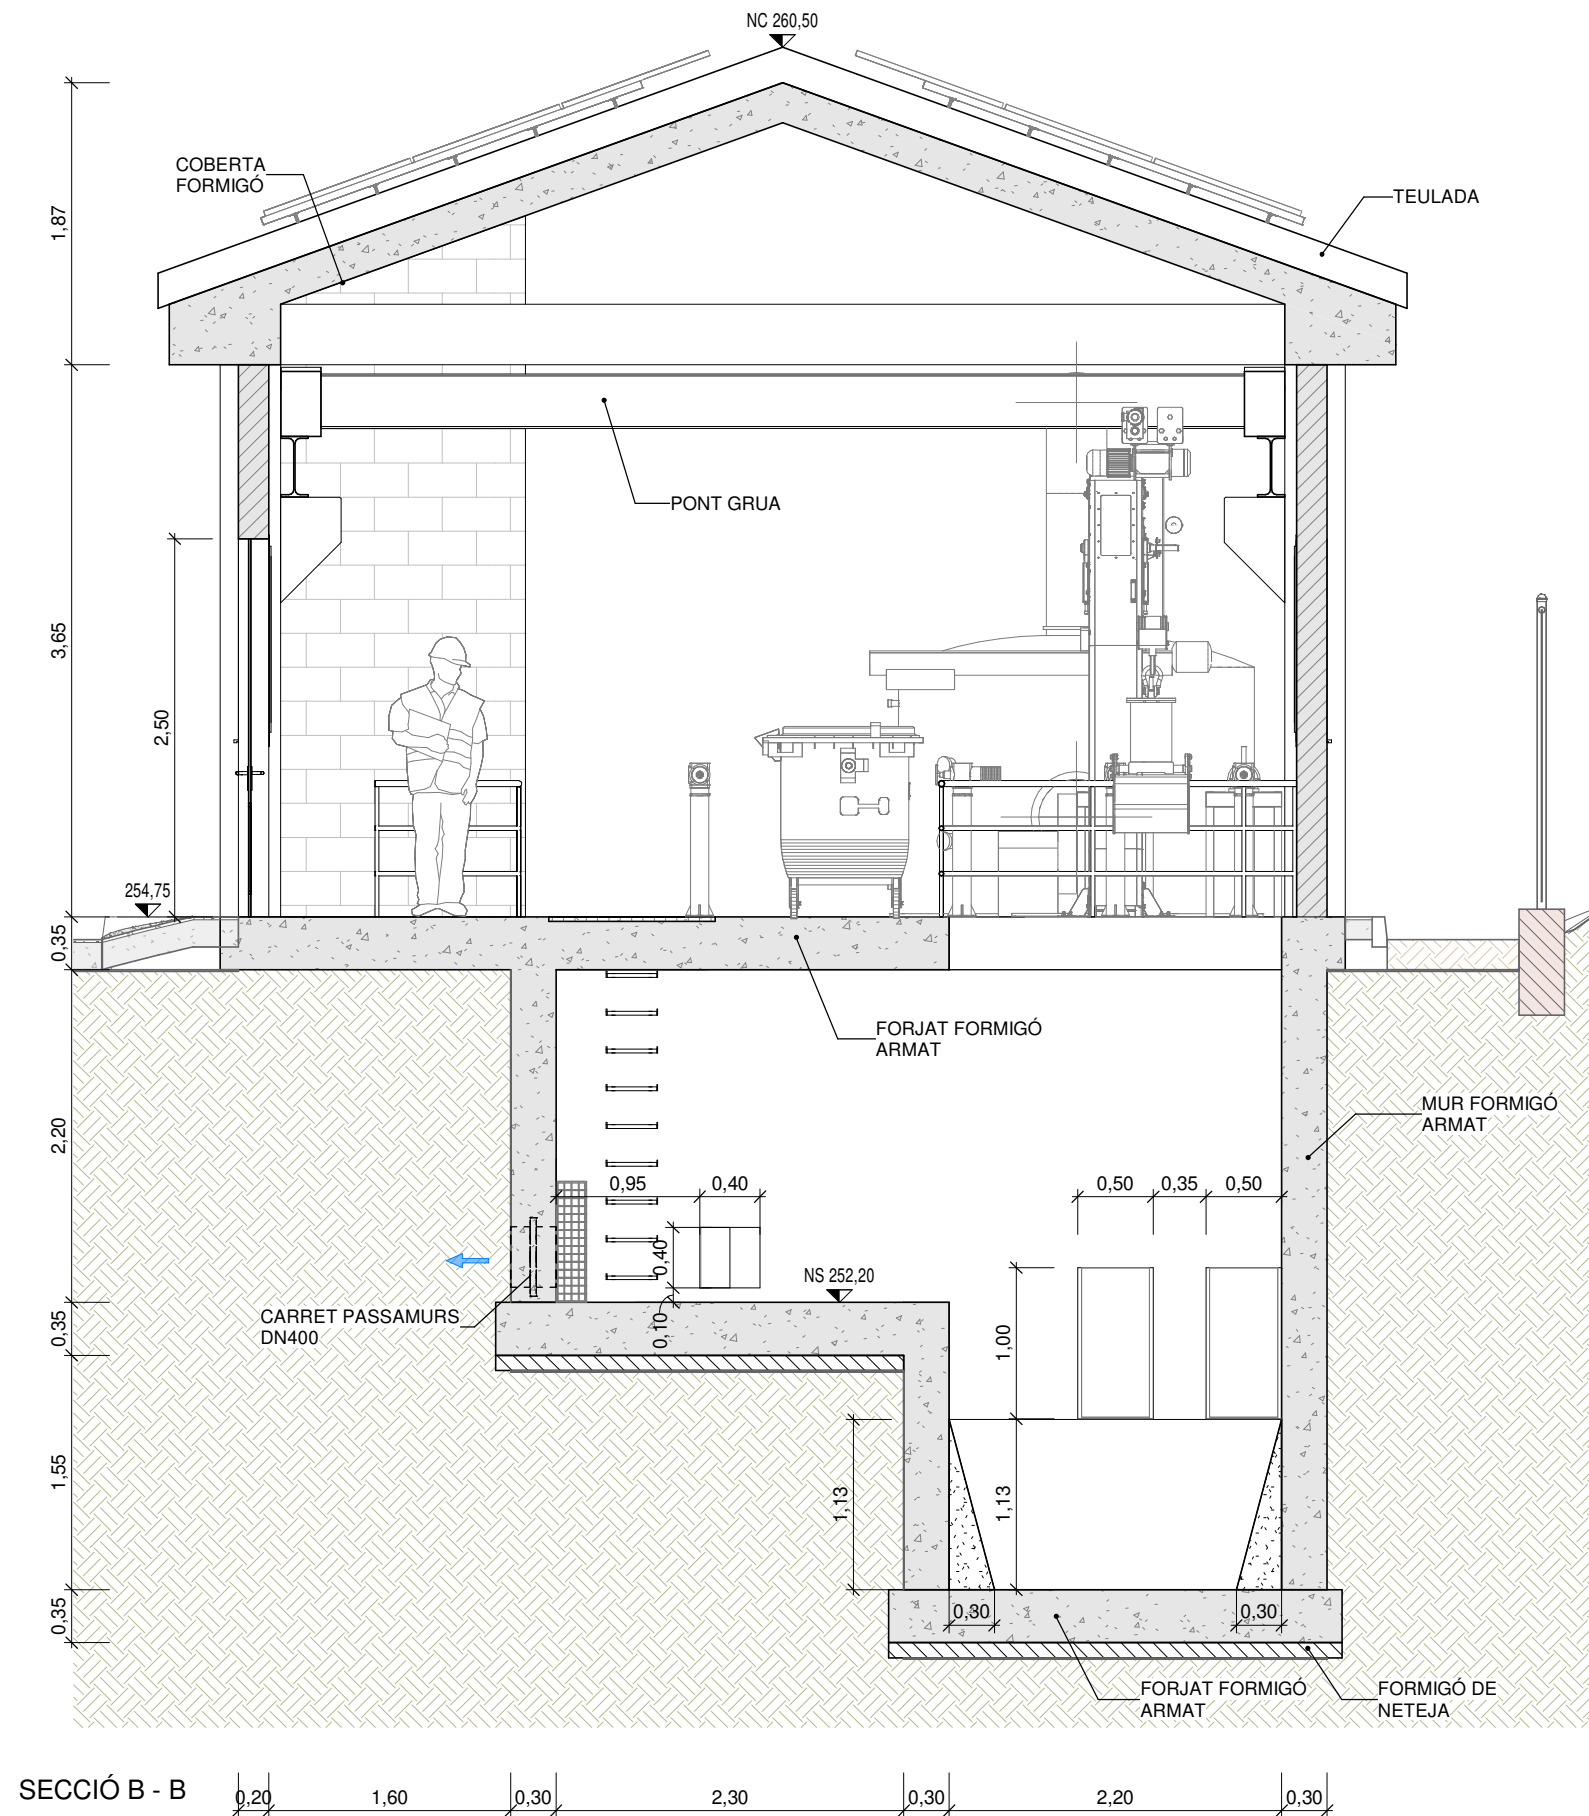 NC 260,50
COBERTA
FORMIGÓ
TEULADA
1,87
PONT GRUA
3,65
2,50
254,75
0,35
FORJAT FORMIGÓ
ARMAT
MUR FORMIGÓ
ARMAT
2,20
0,95
0,40
0,50
0,35
0,50
0,40
NS 252,20
CARRET PASSAMURS
DN400
0,10
0,35
1,00
1,55
1,13
1,13
0,35
0,30
0,30
FORJAT FORMIGÓ
ARMAT
FORMIGÓ DE
NETEJA
SECCIÓ B - B
0,20
1,60
0,30
2,30
0,30
2,20
0,30